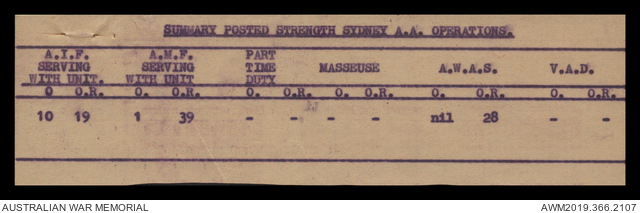 SUMMARY POSTED STRENGTH SYDNEY A.A. OPERATIONS.
A.I.F. SERVING WITH UNIT. A.M.F. SERVING WITH UNIT PART TIME DUTY MASSEUSE A.W.A.S. V.A.D.
O O.R. O. O.R. O. O.R. O. O.R. O. O.R. O. O.R.
10 19 1 39 - - - - nil 28 - -
AUSTRALIAN WAR MEMORIAL AWM2019.366.2107